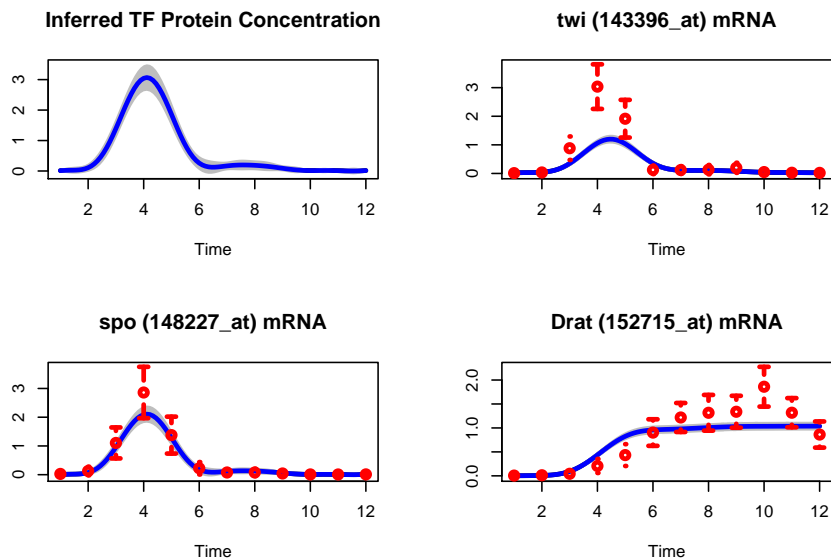 Inferred TF Protein Concentration
3
2
1
0
2 4 6 8 10 12
Time
twi (143396_at) mRNA
3
2
1
0
2 4 6 8 10 12
Time
spo (148227_at) mRNA
3
2
1
0
2 4 6 8 10 12
Time
Drat (152715_at) mRNA
2.0
1.0
0.0
2 4 6 8 10 12
Time